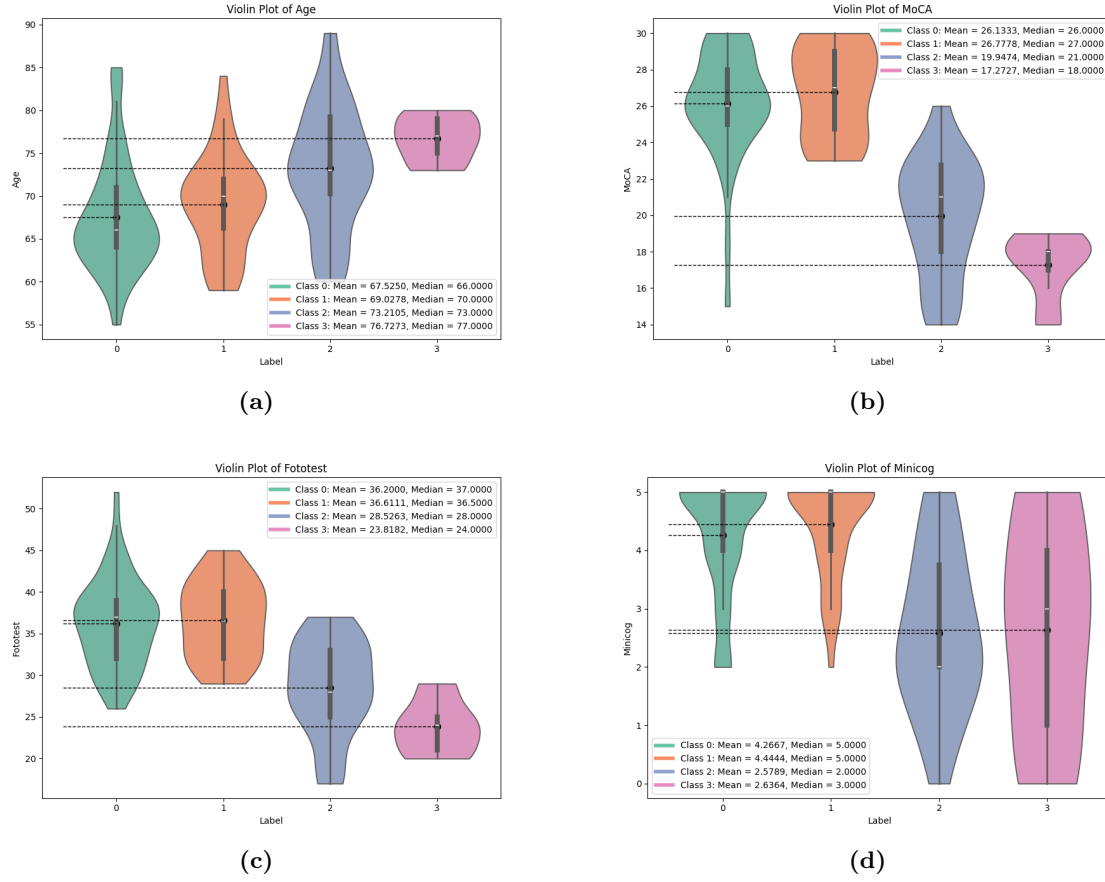 Violin Plot of Age
90
85
80
75
70
65
60
55
Age
Class 0: Mean = 67.5250, Median = 66.0000
Class 1: Mean = 69.0278, Median = 70.0000
Class 2: Mean = 73.2105, Median = 73.0000
Class 3: Mean = 76.7273, Median = 77.0000
0 1 2 3
Label
(a)
Violin Plot of MoCA
30
28
26
24
22
20
18
16
14
MoCA
Class 0: Mean = 26.1333, Median = 26.0000
Class 1: Mean = 26.7778, Median = 27.0000
Class 2: Mean = 19.9474, Median = 21.0000
Class 3: Mean = 17.2727, Median = 18.0000
0 1 2 3
Label
(b)
Violin Plot of Fototest
50
45
40
35
30
25
20
Fototest
Class 0: Mean = 36.2000, Median = 37.0000
Class 1: Mean = 36.6111, Median = 36.5000
Class 2: Mean = 28.5263, Median = 28.0000
Class 3: Mean = 23.8182, Median = 24.0000
0 1 2 3
Label
(c)
Violin Plot of Minicog
5
4
3
2
1
0
Minicog
Class 0: Mean = 4.2667, Median = 5.0000
Class 1: Mean = 4.4444, Median = 5.0000
Class 2: Mean = 2.5789, Median = 2.0000
Class 3: Mean = 2.6364, Median = 3.0000
0 1 2 3
Label
(d)